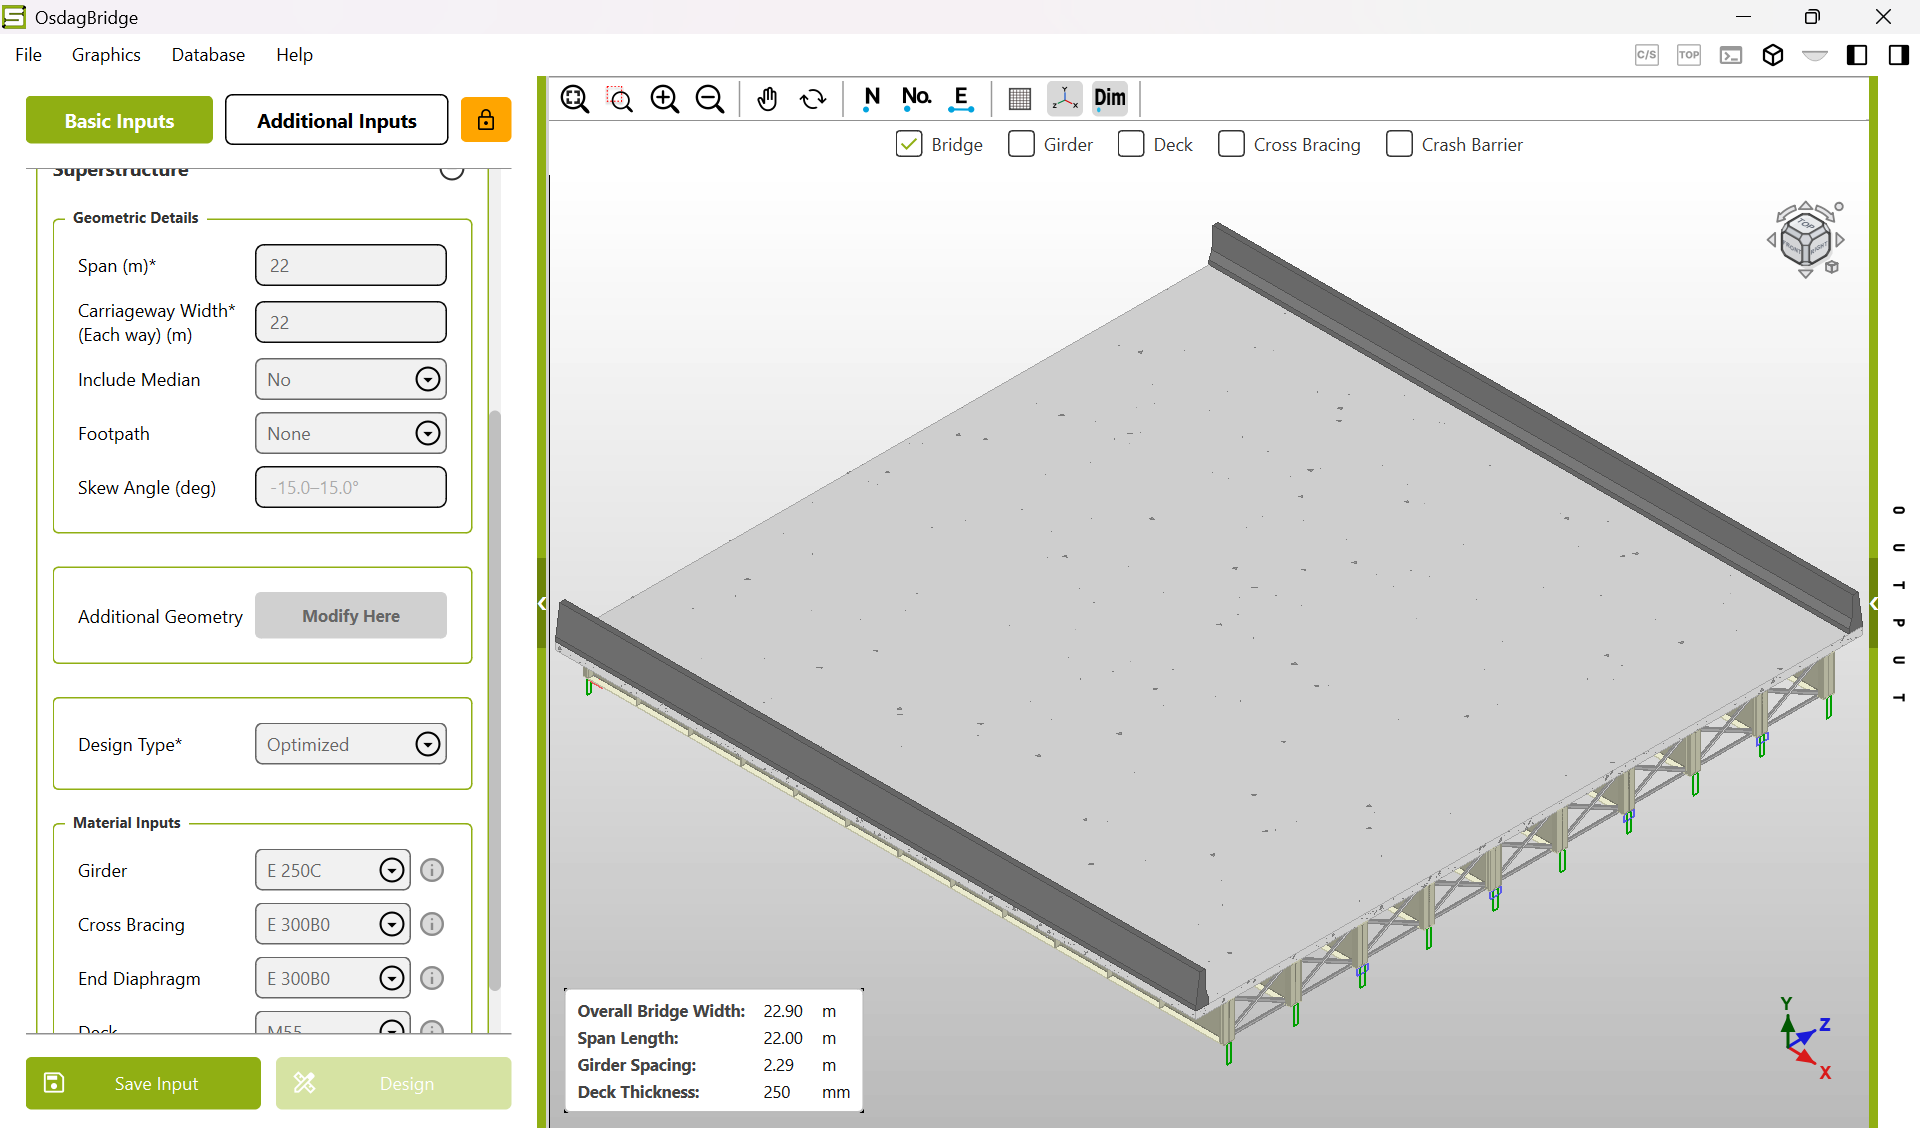 OsdagBridge
File Graphics Database Help
C/S TOP
Basic Inputs Additional Inputs
N No. E Dim
Bridge Girder Deck Cross Bracing Crash Barrier
Superstructure
Geometric Details
Span (m)* 22
Carriageway Width* (Each way) (m) 22
Include Median No
Footpath None
Skew Angle (deg) -15.0–15.0°
Additional Geometry Modify Here
Design Type* Optimized
Material Inputs
Girder E 250C
Cross Bracing E 300B0
End Diaphragm E 300B0
Deck M55
Save Input Design
TOP
FRONT RIGHT
Overall Bridge Width: 22.90 m
Span Length: 22.00 m
Girder Spacing: 2.29 m
Deck Thickness: 250 mm
Y
Z
X
OUTPUT